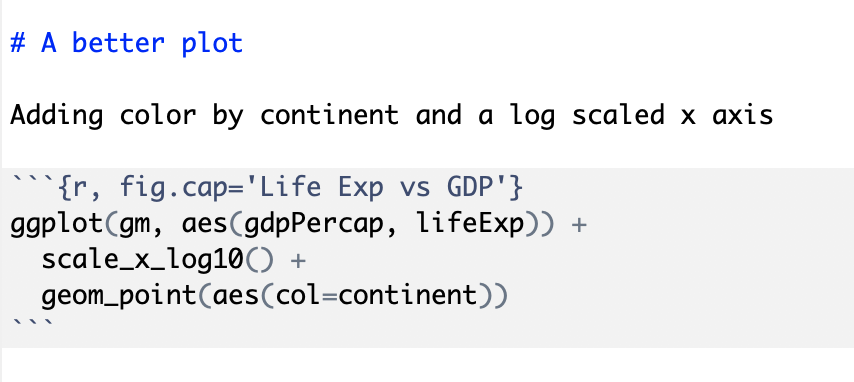 # A better plot
Adding color by continent and a log scaled x axis
```{r, fig.cap='Life Exp vs GDP'}
ggplot(gm, aes(gdpPercap, lifeExp)) +
  scale_x_log10() +
  geom_point(aes(col=continent))
```